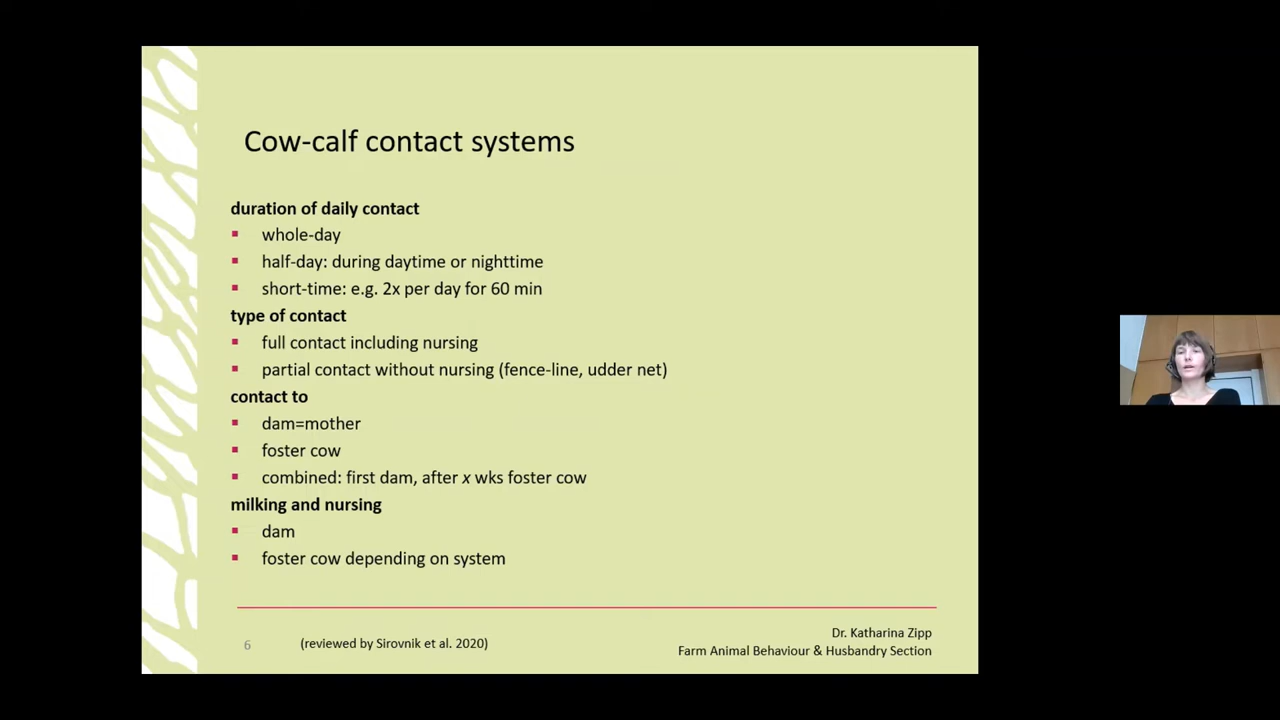 Cow-calf contact systems
duration of daily contact
whole-day
half-day: during daytime or nighttime
short-time: e.g. 2x per day for 60 min
type of contact
full contact including nursing
partial contact without nursing (fence-line, udder net)
contact to
dam=mother
foster cow
combined: first dam, after x wks foster cow
milking and nursing
dam
foster cow depending on system
6
(reviewed by Sirovnik et al. 2020)
Dr. Katharina Zipp
Farm Animal Behaviour & Husbandry Section